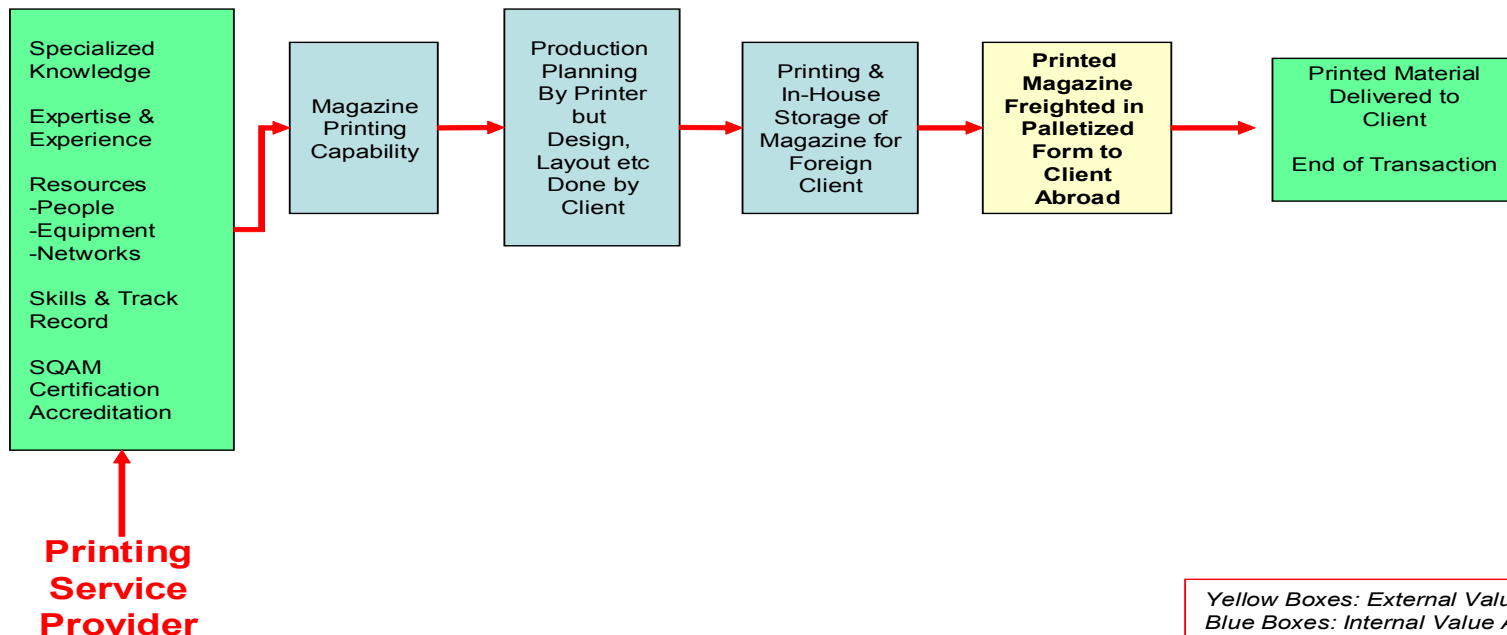 Specialized
Knowledge
Expertise &
Experience
Resources
-People
-Equipment
-Networks
Skills & Track
Record
SQAM
Certification
Accreditation
Printing
Service
Provider
Magazine
Printing
Capability
Production
Planning
By Printer
but
Design,
Layout etc
Done by
Client
Printing &
In-House
Storage of
Magazine for
Foreign
Client
Printed
Magazine
Freighted in
Palletized
Form to
Client
Abroad
Printed Material
Delivered to
Client
End of Transaction
Yellow Boxes: External Valu
Blue Boxes: Internal Value A